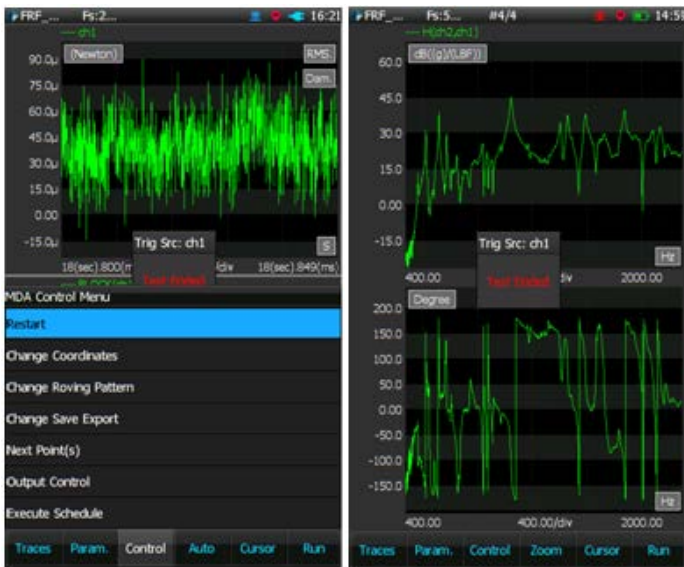 FRF_... Fs:2... 16:21
ch1
(Newton) RMS.
Dom.
90.0μ
75.0μ
60.0μ
45.0μ
30.0μ
15.0μ
0.00
-15.0μ
S
Trig Src: ch1
Test Ended
18(sec).800(m /div 18(sec).849(ms)
MDA Control Menu
Restart
Change Coordinates
Change Roving Pattern
Change Save Export
Next Point(s)
Output Control
Execute Schedule
Traces Param. Control Auto Cursor Run
FRF_... Fs:5... #4/4 14:59
H(ch2,ch1)
dB((g)/(LBF))
60.0
45.0
30.0
15.0
0.00
-15.0
Hz
Trig Src: ch1
Test Ended
400.00 div 2000.00
Degree
200.0
150.0
100.0
50.0
0.00
-50.0
-100.0
-150.0
Hz
400.00 400.00/div 2000.00
Traces Param. Control Zoom Cursor Run